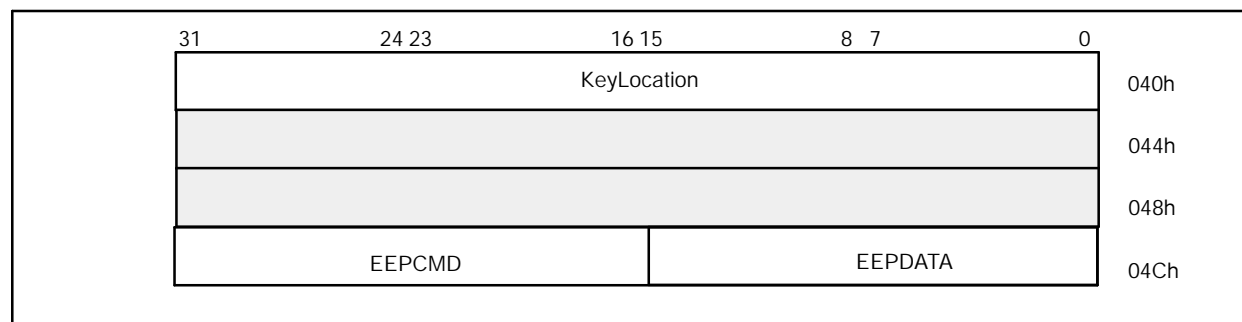 31 24 23 16 15 8 7 0
KeyLocation 040h
044h
048h
EEPCMD EEPDATA 04Ch